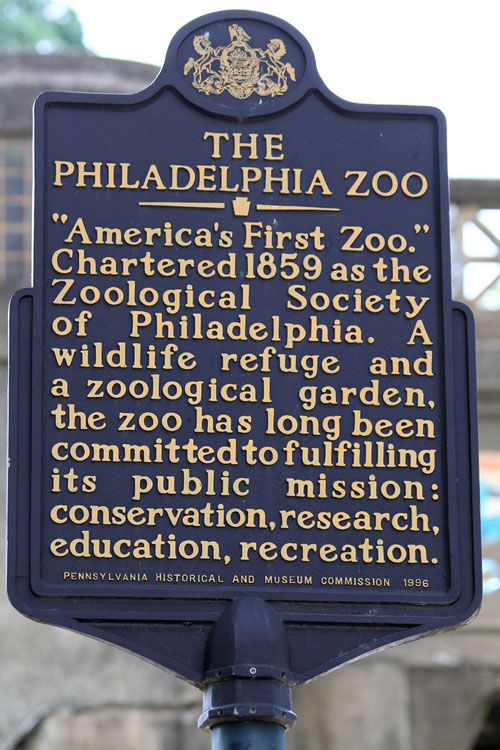 THE
PHILADELPHIA ZOO
"America's First Zoo."
Chartered 1859 as the
Zoological Society
of Philadelphia. A
wildlife refuge and
a zoological garden,
the zoo has long been
committed to fulfilling
its public mission:
conservation, research,
education, recreation.
PENNSYLVANIA HISTORICAL AND MUSEUM COMMISSION 1996